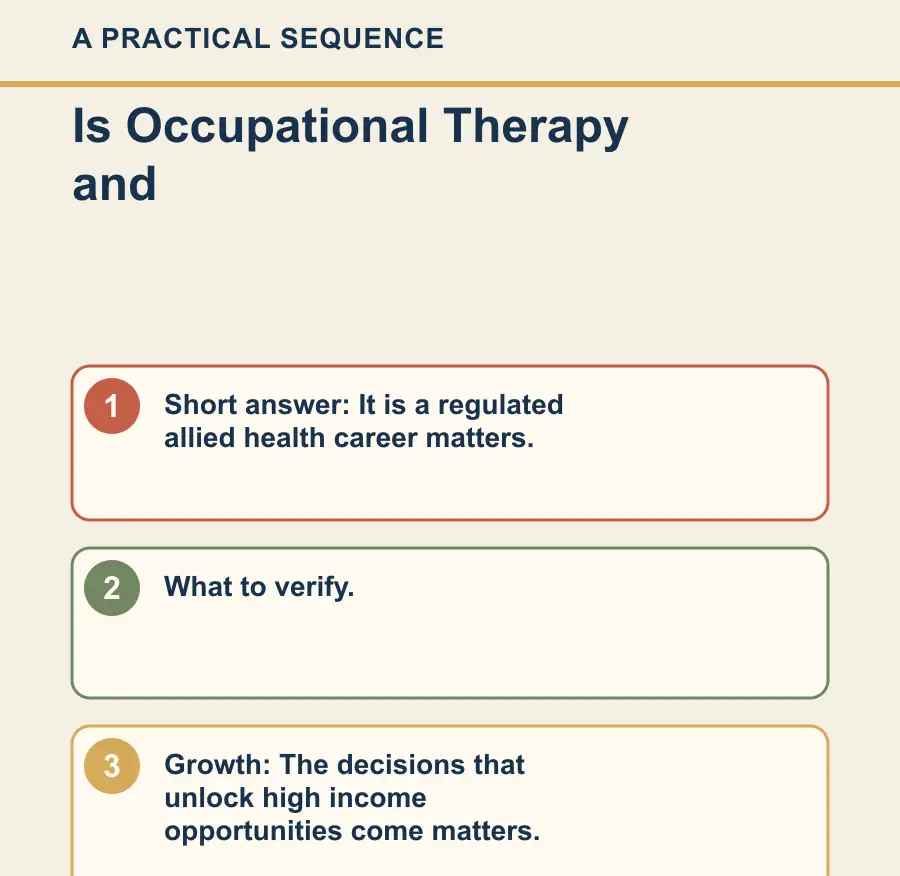 A PRACTICAL SEQUENCE
Is Occupational Therapy
and
1
Short answer: It is a regulated
allied health career matters.
2
What to verify.
3
Growth: The decisions that
unlock high income
opportunities come matters.